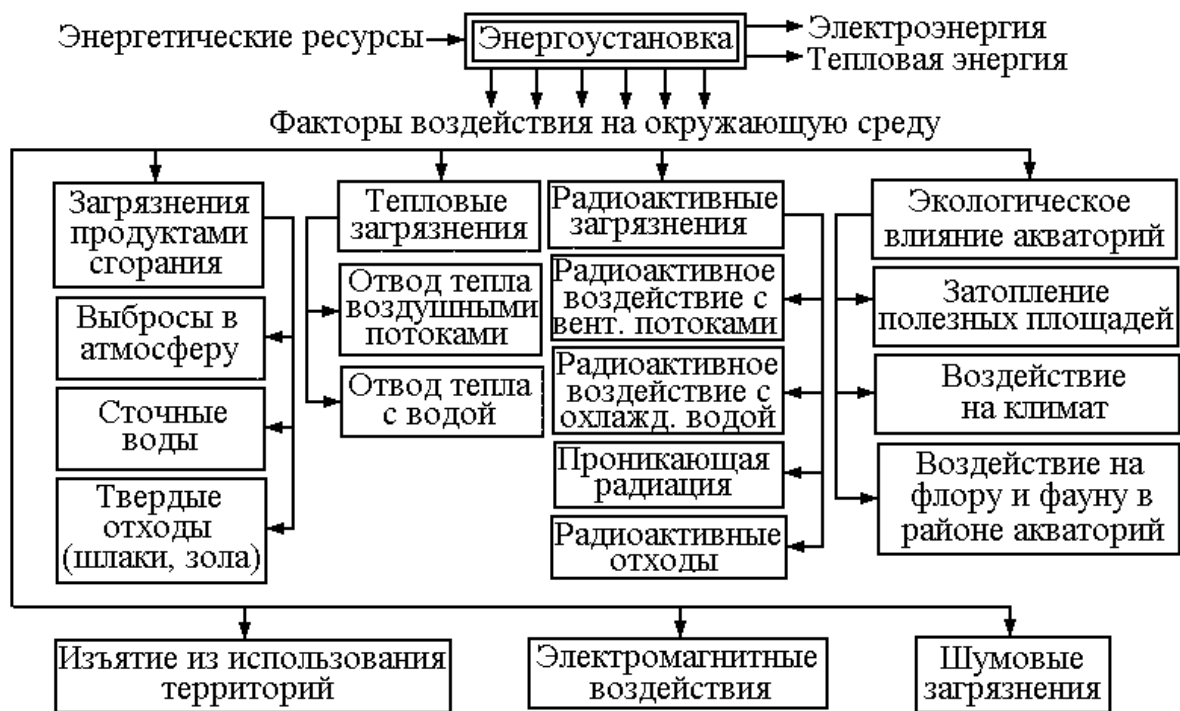 Энергетические ресурсы
Энергоустановка
Электроэнергия
Тепловая энергия
Факторы воздействия на окружающую среду
Загрязнения
продуктами
сгорания
Выбросы в
атмосферу
Сточные
воды
Твердые
отходы
(шлаки, зола)
Тепловые
загрязнения
Отвод тепла
воздушными
потоками
Отвод тепла
с водой
Радиоактивные
загрязнения
Радиоактивное
воздействие с
вент. потоками
Радиоактивное
воздействие с
охлажд. водой
Проникающая
радиация
Радиоактивные
отходы
Экологическое
влияние акваторий
Затопление
полезных площадей
Воздействие
на климат
Воздействие на
флору и фауну в
районе акваторий
Изъятие из использования
территорий
Электромагнитные
воздействия
Шумовые
загрязнения